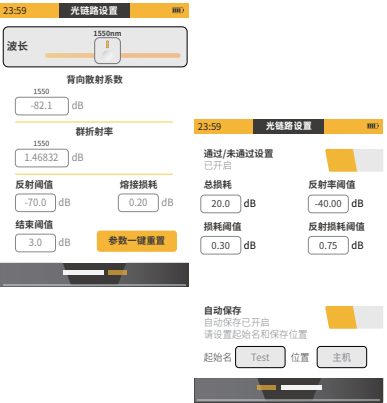 23:59 光链路设置
波长
1550nm
背向散射系数
1550
-82.1 dB
群折射率
1550
1.46832 dB
反射阈值 熔接损耗
-70.0 dB 0.20 dB
结束阈值
3.0 dB 参数一键重置
23:59 光链路设置
通过/未通过设置
已开启
总损耗 反射率阈值
20.0 dB -40.00 dB
损耗阈值 反射损耗阈值
0.30 dB 0.75 dB
自动保存
自动保存已开启
请设置起始名和保存位置
起始名 Test 位置 主机